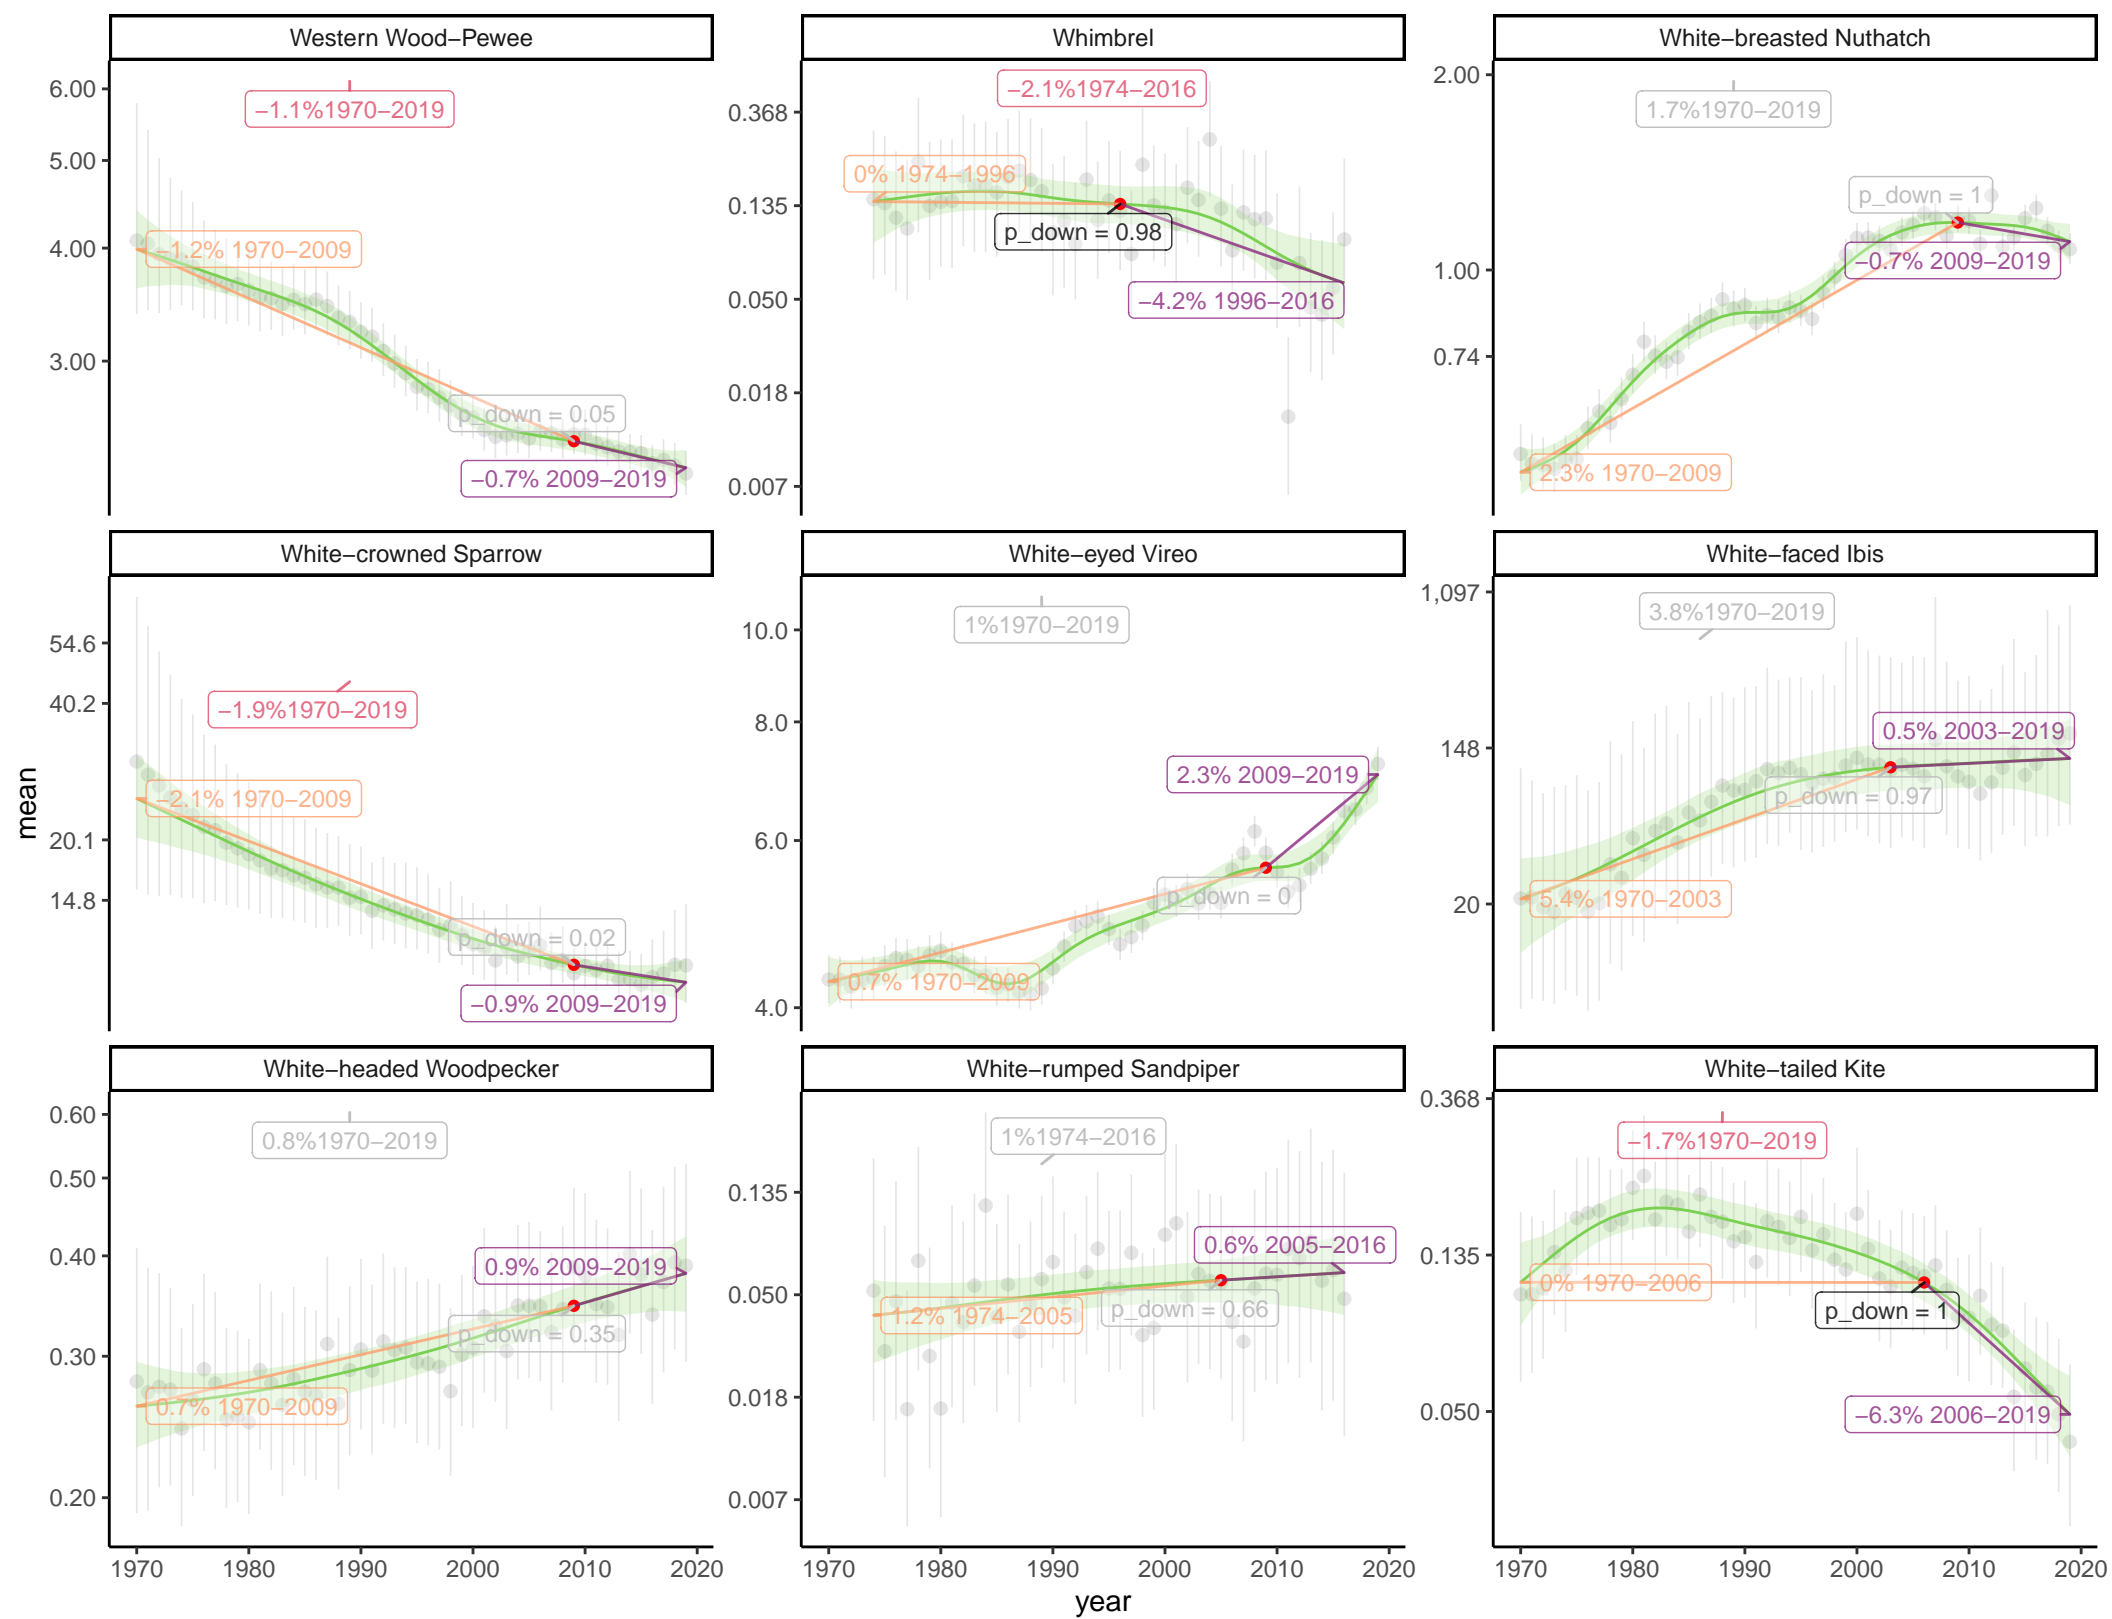 Western Wood–Pewee
Whimbrel
White–breasted Nuthatch
6.00
5.00
4.00
3.00
−1.1%1970−2019
−1.2% 1970−2009
p_down = 0.05
−0.7% 2009−2019
0.368
0.135
0.050
0.018
0.007
−2.1%1974−2016
0% 1974−1996
p_down = 0.98
−4.2% 1996−2016
2.00
1.00
0.74
1.7%1970−2019
p_down = 1
−0.7% 2009−2019
2.3% 1970−2009
White–crowned Sparrow
White–eyed Vireo
White–faced Ibis
mean
54.6
40.2
20.1
14.8
−1.9%1970−2019
−2.1% 1970−2009
p_down = 0.02
−0.9% 2009−2019
10.0
8.0
6.0
4.0
1%1970−2019
2.3% 2009−2019
p_down = 0
0.7% 1970−2009
1,097
148
20
3.8%1970−2019
0.5% 2003−2019
p_down = 0.97
5.4% 1970−2003
White–headed Woodpecker
White–rumped Sandpiper
White–tailed Kite
0.60
0.50
0.40
0.30
0.20
0.8%1970−2019
0.9% 2009−2019
p_down = 0.35
0.7% 1970−2009
0.135
0.050
0.018
0.007
1%1974−2016
0.6% 2005−2016
p_down = 0.66
1.2% 1974−2005
0.368
0.135
0.050
−1.7%1970−2019
0% 1970−2006
p_down = 1
−6.3% 2006−2019
1970 1980 1990 2000 2010 2020
1970 1980 1990 2000 2010 2020
1970 1980 1990 2000 2010 2020
year